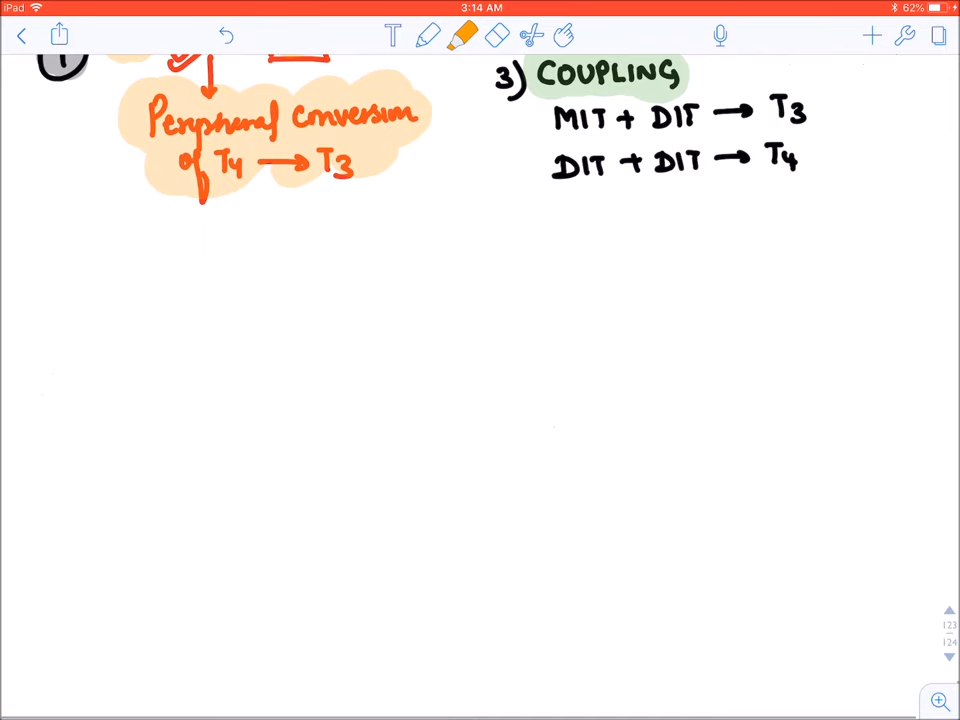 iPad
3:14 AM
62%
T
1
Peripheral conversion
of T4 → T3
3) COUPLING
MIT + DIT → T3
DIT + DIT → T4
123
124